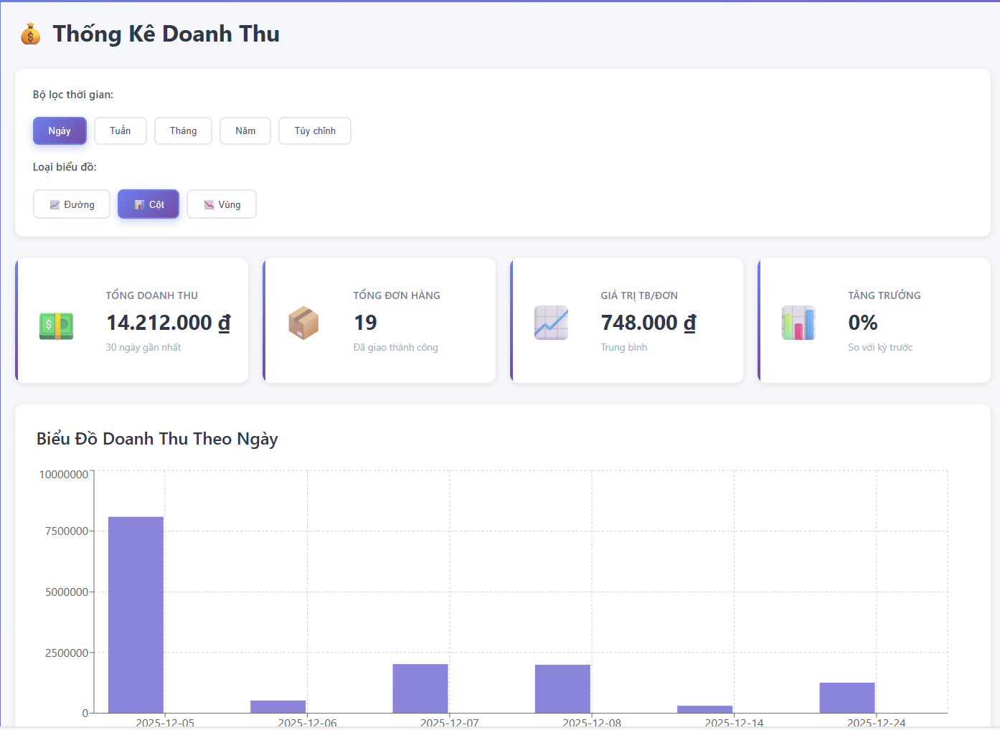 Thống Kê Doanh Thu
Bộ lọc thời gian:
Ngày Tuần Tháng Năm Tùy chỉnh
Loại biểu đồ:
Đường Cột Vùng
TỔNG DOANH THU
14.212.000 ₫
30 ngày gần nhất
TỔNG ĐƠN HÀNG
19
Đã giao thành công
GIÁ TRỊ TB/ĐƠN
748.000 ₫
Trung bình
TĂNG TRƯỞNG
0%
So với kỳ trước
Biểu Đồ Doanh Thu Theo Ngày
10000000
7500000
5000000
2500000
0
2025-12-05 2025-12-06 2025-12-07 2025-12-08 2025-12-14 2025-12-24